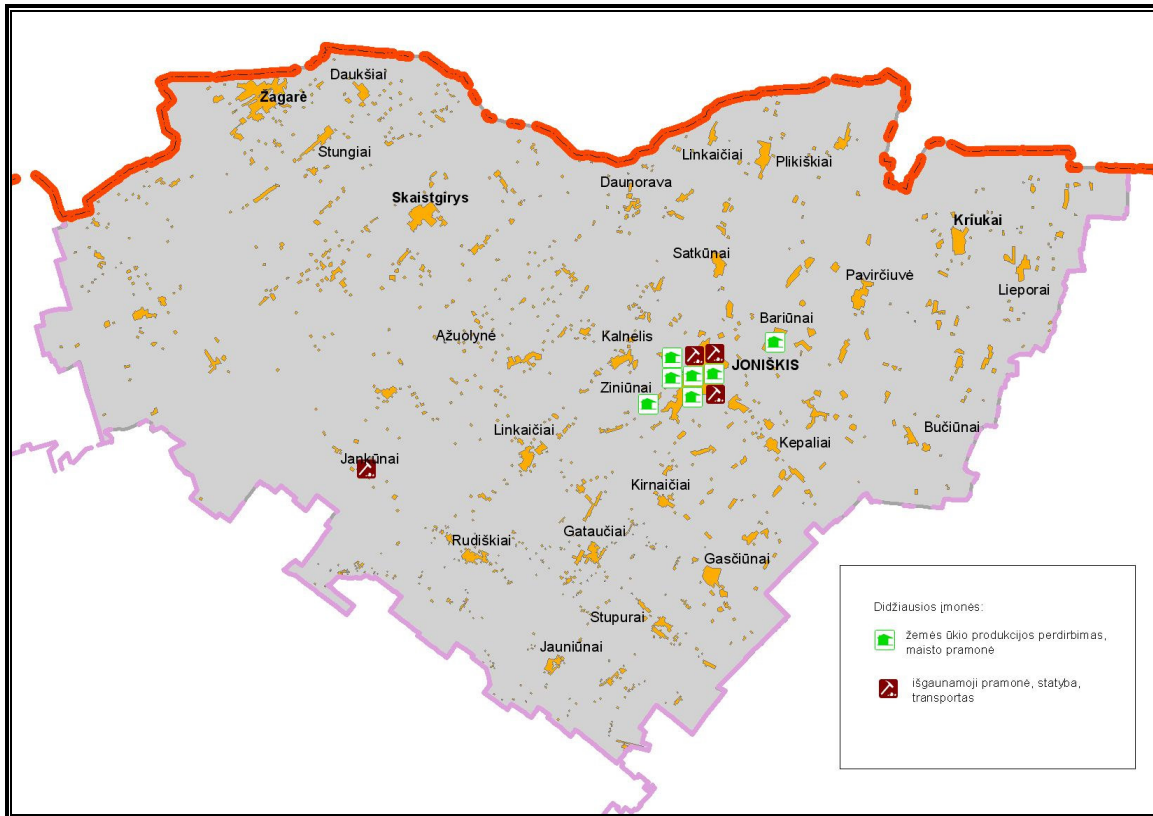 Daukšiai
Žagarė
Stungiai
Linkaičiai
Plikiškiai
Daunorava
Skaistgirys
Kriukai
Satkūnai
Pavirčiuvė
Lieporai
Bariūnai
Ažuolynė
Kalnelis
JONIŠKIS
Ziniūnai
Linkaičiai
Bučiūnai
Kepaliai
Jankūnai
Kirnaičiai
Rudiškiai
Gataučiai
Gasčiūnai
Stupurai
Jauniūnai
Didžiausios įmonės:
žemės ūkio produkcijos perdirbimas,
maisto pramonė
išgaunamoji pramonė, statyba,
transportas